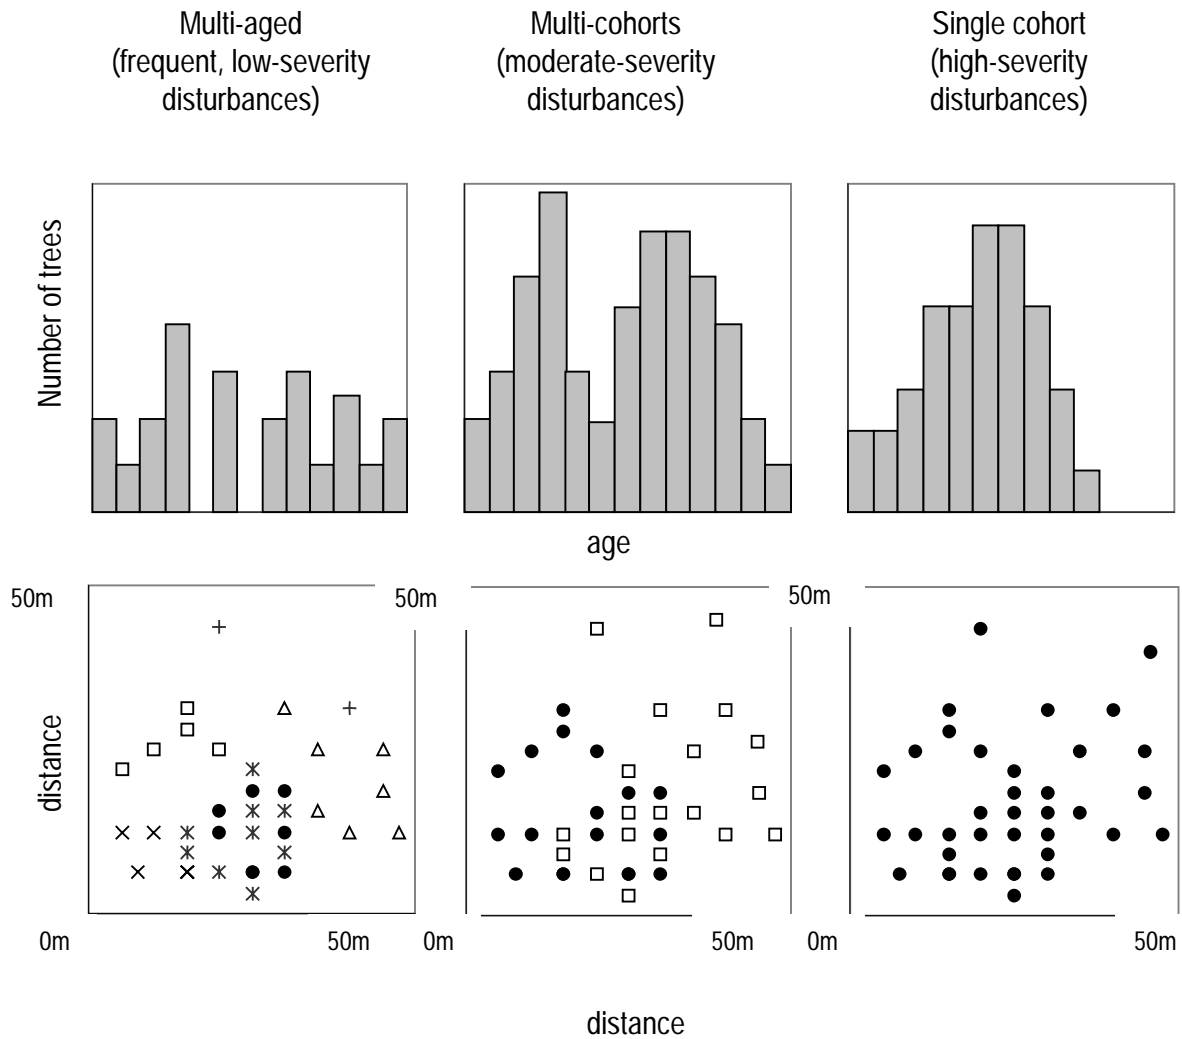 Multi-aged
(frequent, low-severity
disturbances)
Multi-cohorts
(moderate-severity
disturbances)
Single cohort
(high-severity
disturbances)
Number of trees
age
50m
50m
50m
distance
0m
50m
0m
50m
0m
50m
distance